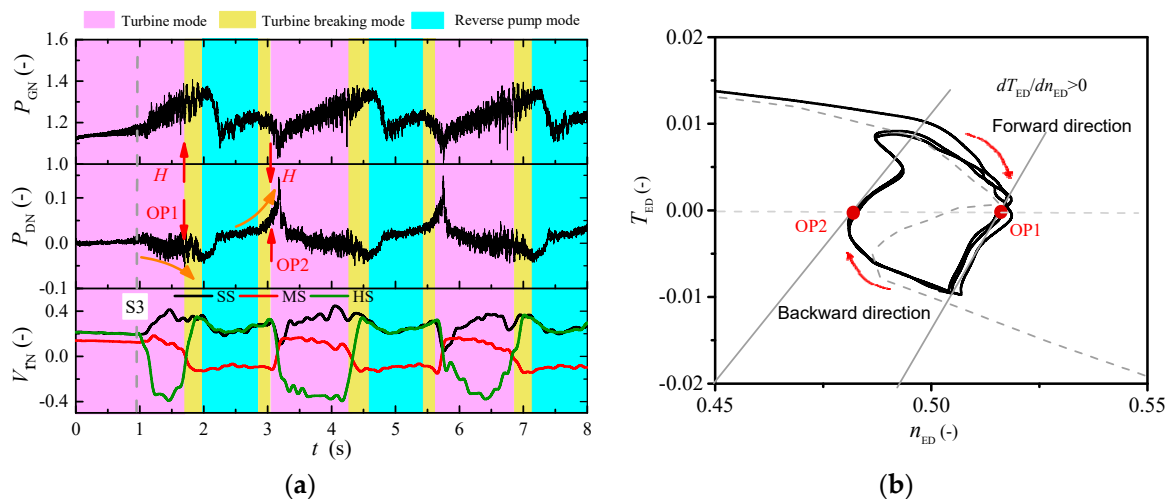 Turbine mode Turbine breaking mode Reverse pump mode
1.6
1.4
1.2
1.0
P_GN (-)
H
H
OP1
OP2
0.1
0.0
-0.1
P_DN (-)
S3
SS MS HS
0.4
0.0
-0.4
V_rN (-)
0 1 2 3 4 5 6 7 8
t (s)
(a)
0.02
0.01
0.00
-0.01
-0.02
T_ED (-)
dT_ED/dn_ED>0
Forward direction
OP2
OP1
Backward direction
0.45 0.50 0.55
n_ED (-)
(b)